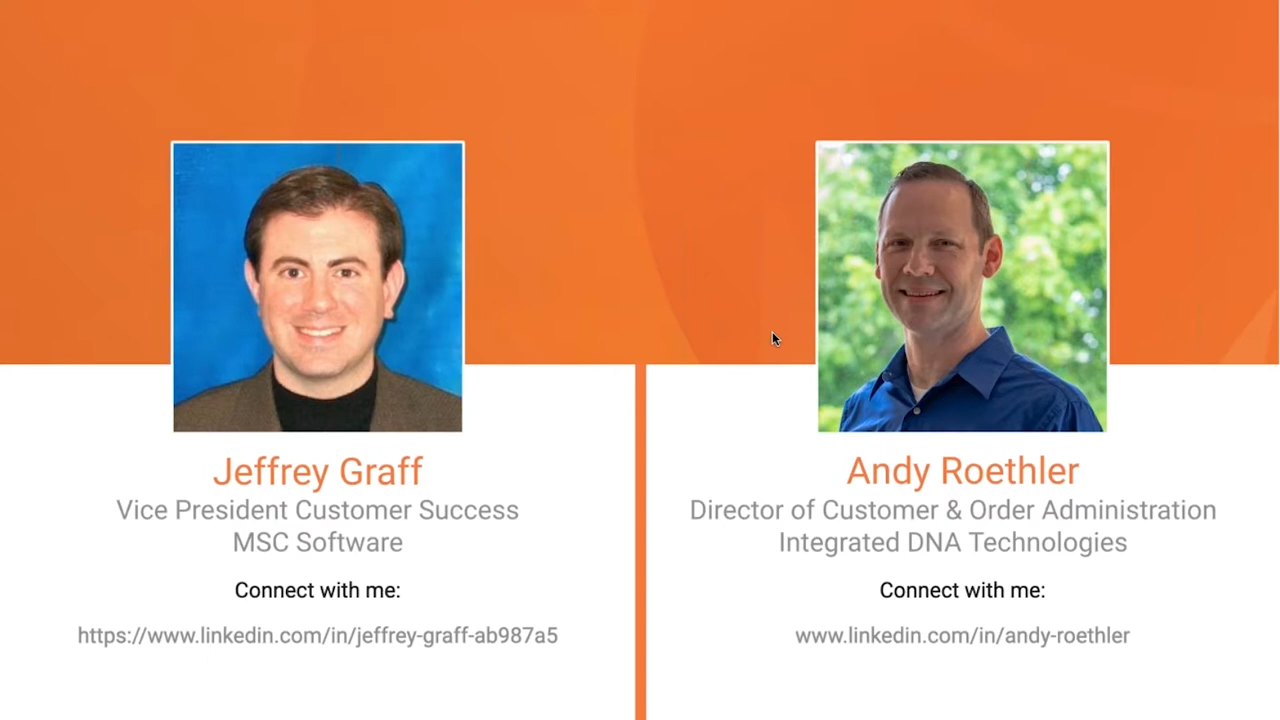 Jeffrey Graff
Vice President Customer Success
MSC Software
Connect with me:
https://www.linkedin.com/in/jeffrey-graff-ab987a5
Andy Roethler
Director of Customer & Order Administration
Integrated DNA Technologies
Connect with me:
www.linkedin.com/in/andy-roethler